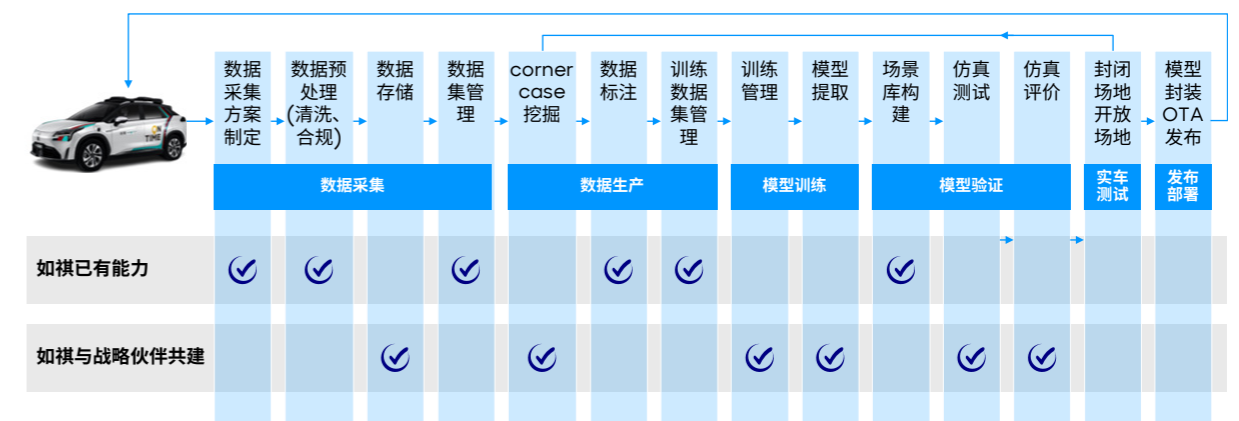 数据
采集
方案
制定
数据预
处理
(清洗、
合规)
数据
存储
数据
集管
理
corner
case
挖掘
数据
标注
训练
数据
集管
理
训练
管理
模型
提取
场景
库构
建
仿真
测试
仿真
评价
封闭
场地
开放
场地
模型
封装
OTA
发布
ON
TIME
数据采集
数据生产
模型训练
模型验证
实车
测试
发布
部署
如祺已有能力
如祺与战略伙伴共建